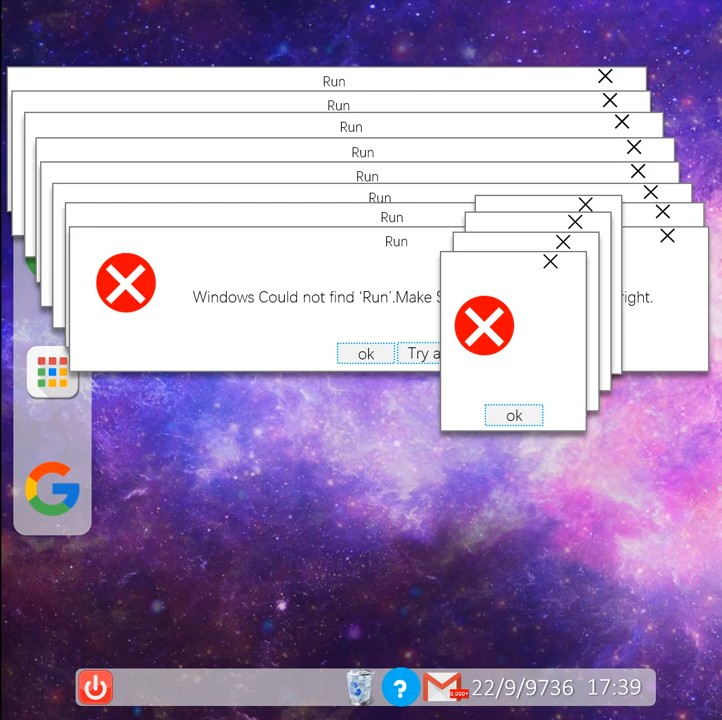 Run
Run
Run
Run
Run
Run
Run
Run
Windows Could not find ‘Run’.Make S
right.
ok
Try a
ok
9,999+
22/9/9736
17:39